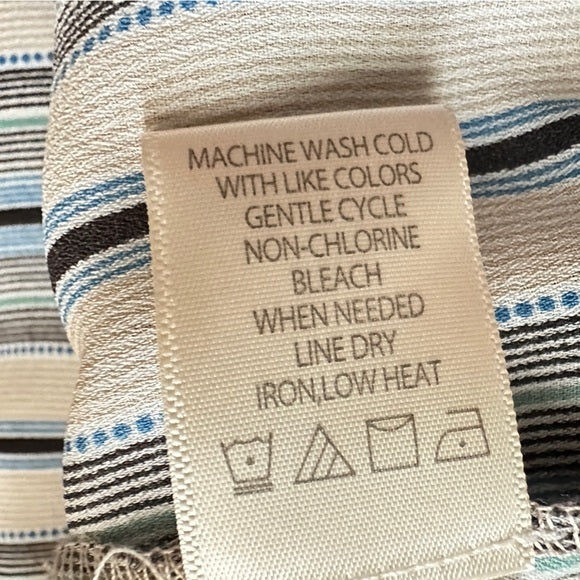 MACHINE WASH COLD
WITH LIKE COLORS
GENTLE CYCLE
NON-CHLORINE
BLEACH
WHEN NEEDED
LINE DRY
IRON,LOW HEAT